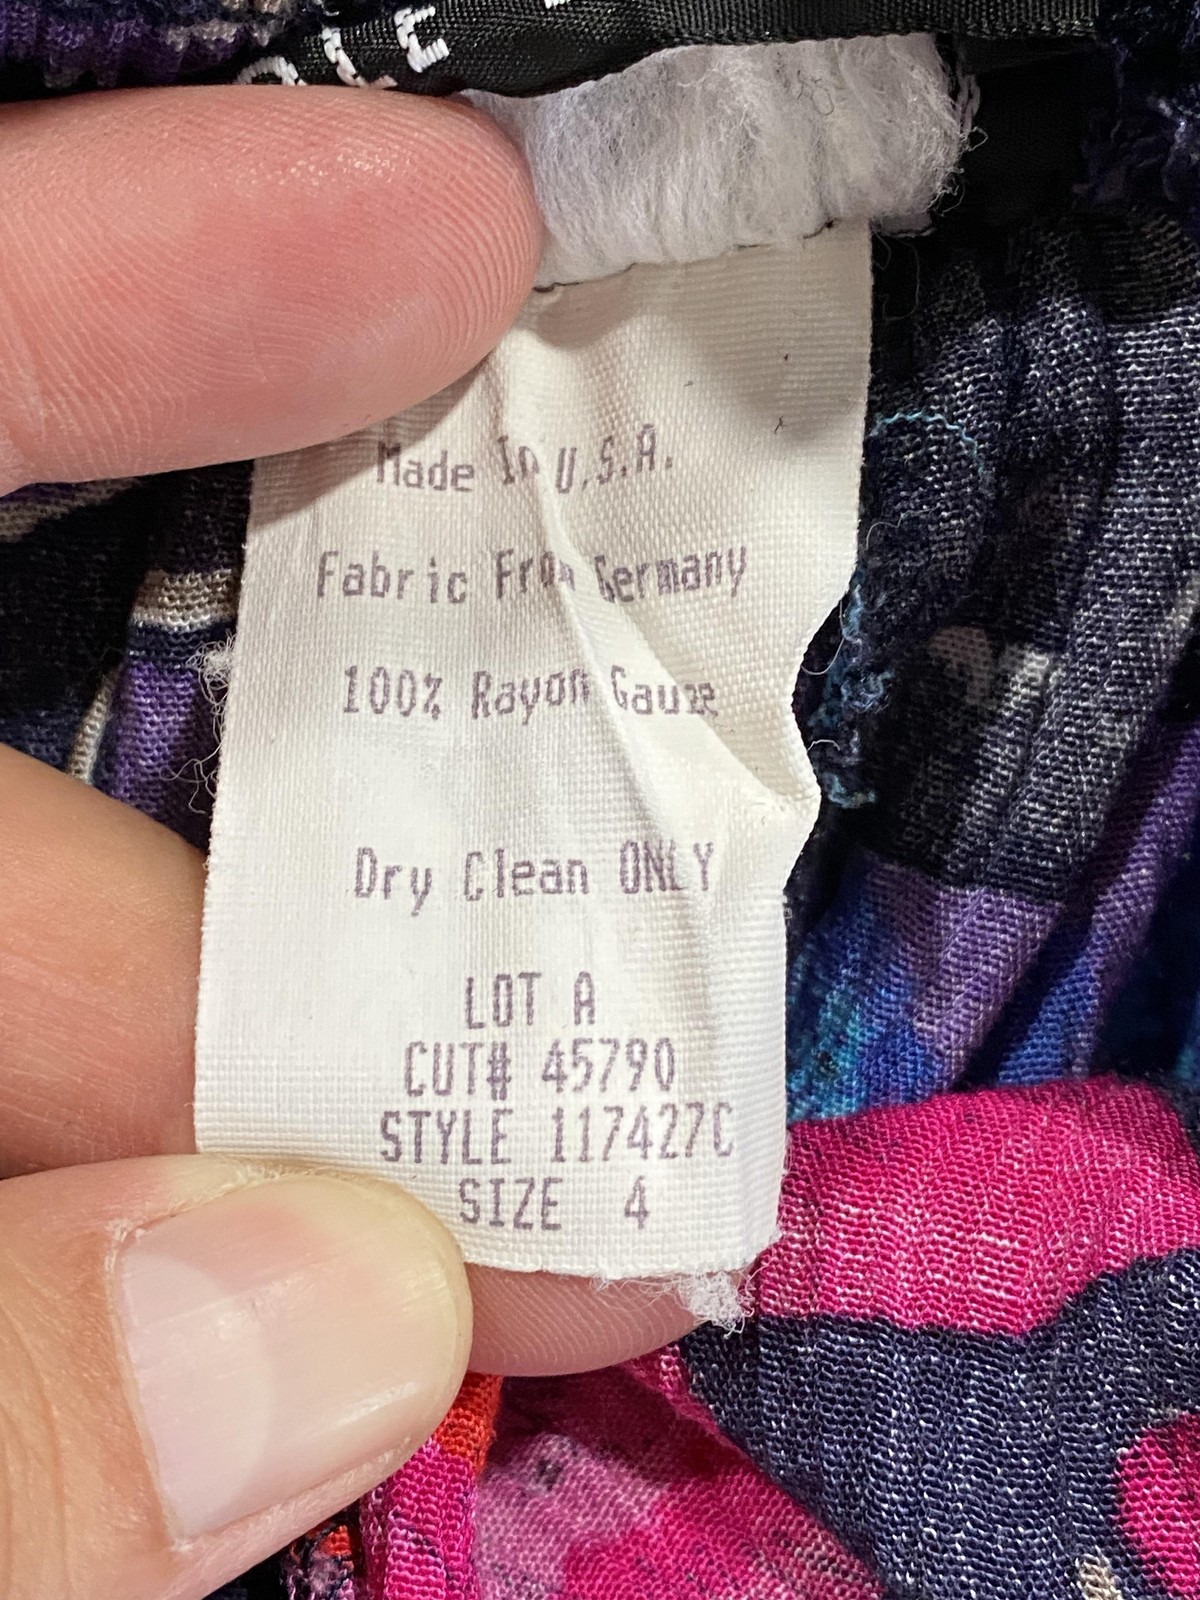 Made In U.S.A.
Fabric From Germany
100% Rayon Gauze
Dry Clean ONLY
LOT A
CUT# 45790
STYLE 117427C
SIZE 4